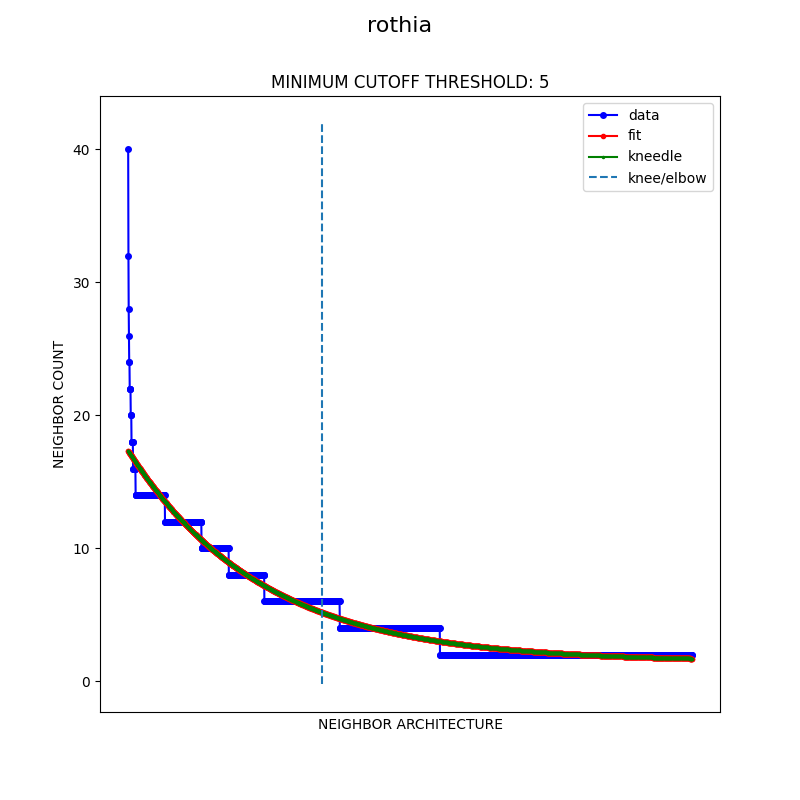 rothia
MINIMUM CUTOFF THRESHOLD: 5
data
fit
kneedle
knee/elbow
40
30
20
10
0
NEIGHBOR COUNT
NEIGHBOR ARCHITECTURE